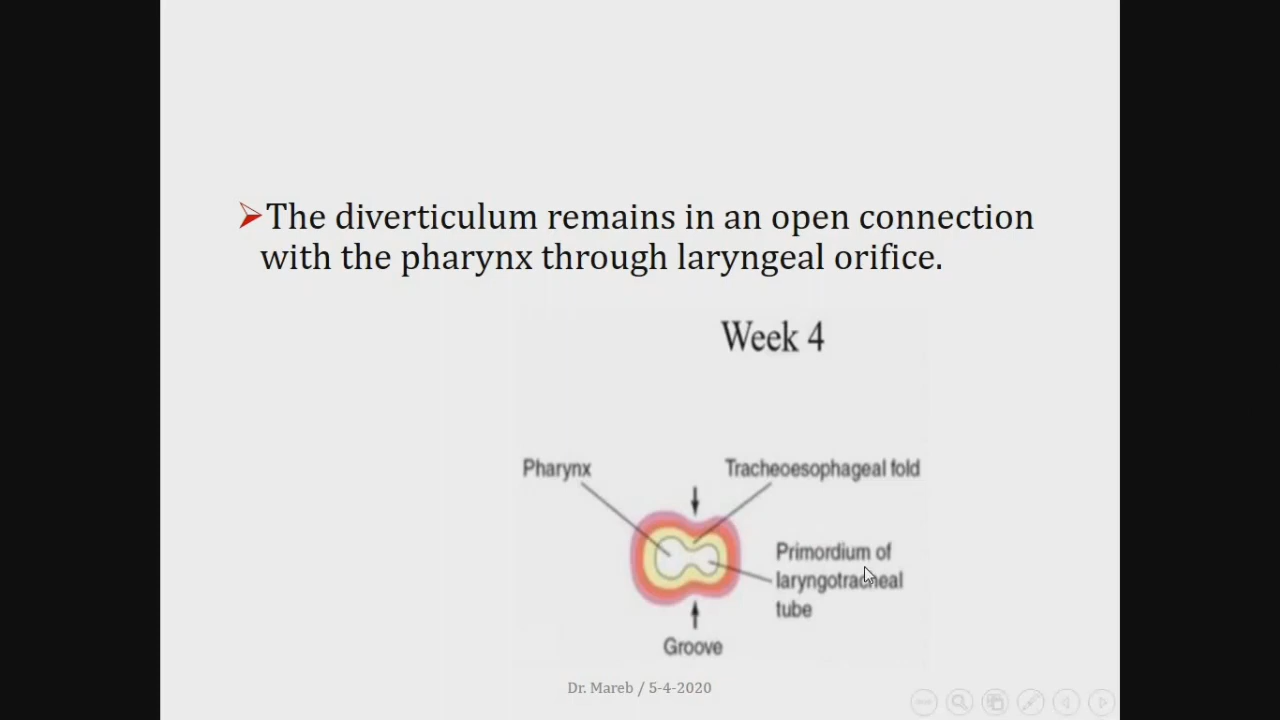 The diverticulum remains in an open connection
with the pharynx through laryngeal orifice.
Week 4
Pharynx
Tracheoesophageal fold
Primordium of
laryngotracheal
tube
Groove
Dr. Mareb / 5-4-2020